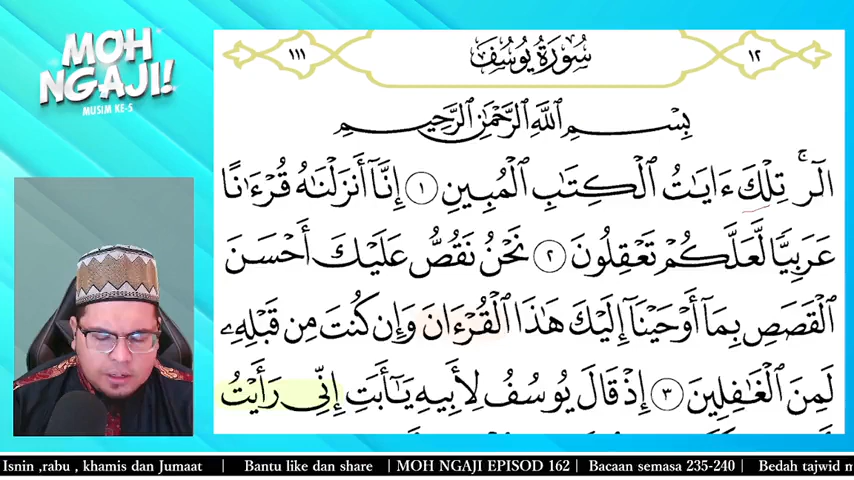 MOH
NGAJI!
MUSIM KE-5
١٢
سُورَةُ يُوسُفَ
١١١
بِسْمِ ٱللَّهِ ٱلرَّحْمَٰنِ ٱلرَّحِيمِ
الٓرۚ تِلْكَ ءَايَٰتُ ٱلْكِتَٰبِ ٱلْمُبِينِ ١ إِنَّآ أَنزَلْنَٰهُ قُرْءَٰنًا
عَرَبِيًّا لَّعَلَّكُمْ تَعْقِلُونَ ٢ نَحْنُ نَقُصُّ عَلَيْكَ أَحْسَنَ
ٱلْقَصَصِ بِمَآ أَوْحَيْنَآ إِلَيْكَ هَٰذَا ٱلْقُرْءَانَ وَإِن كُنتَ مِن قَبْلِهِۦ
لَمِنَ ٱلْغَٰفِلِينَ ٣ إِذْ قَالَ يُوسُفُ لِأَبِيهِ يَٰٓأَبَتِ إِنِّى رَأَيْتُ
Isnin ,rabu , khamis dan Jumaat | Bantu like dan share | MOH NGAJI EPISOD 162 | Bacaan semasa 235-240 | Bedah tajwid m